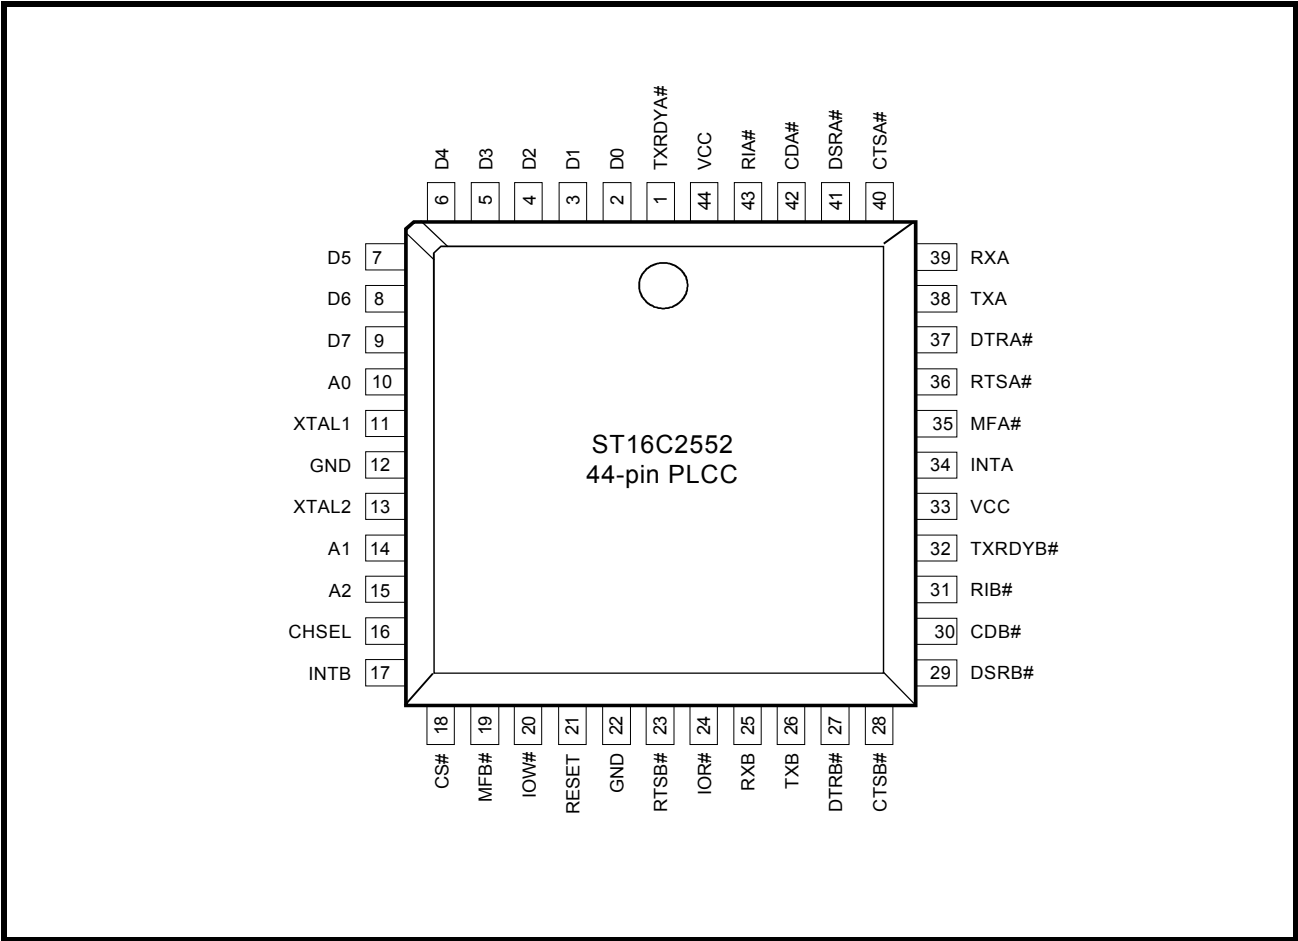 D4 D3 D2 D1 D0 TXRDYA# VCC RIA# CDA# DSRA# CTSA#
6 5 4 3 2 1 44 43 42 41 40
D5 7
D6 8
D7 9
A0 10
XTAL1 11
GND 12
XTAL2 13
A1 14
A2 15
CHSEL 16
INTB 17
ST16C2552
44-pin PLCC
39 RXA
38 TXA
37 DTRA#
36 RTSA#
35 MFA#
34 INTA
33 VCC
32 TXRDYB#
31 RIB#
30 CDB#
29 DSRB#
18 19 20 21 22 23 24 25 26 27 28
CS# MFB# IOW# RESET GND RTSB# IOR# RXB TXB DTRB# CTSB#